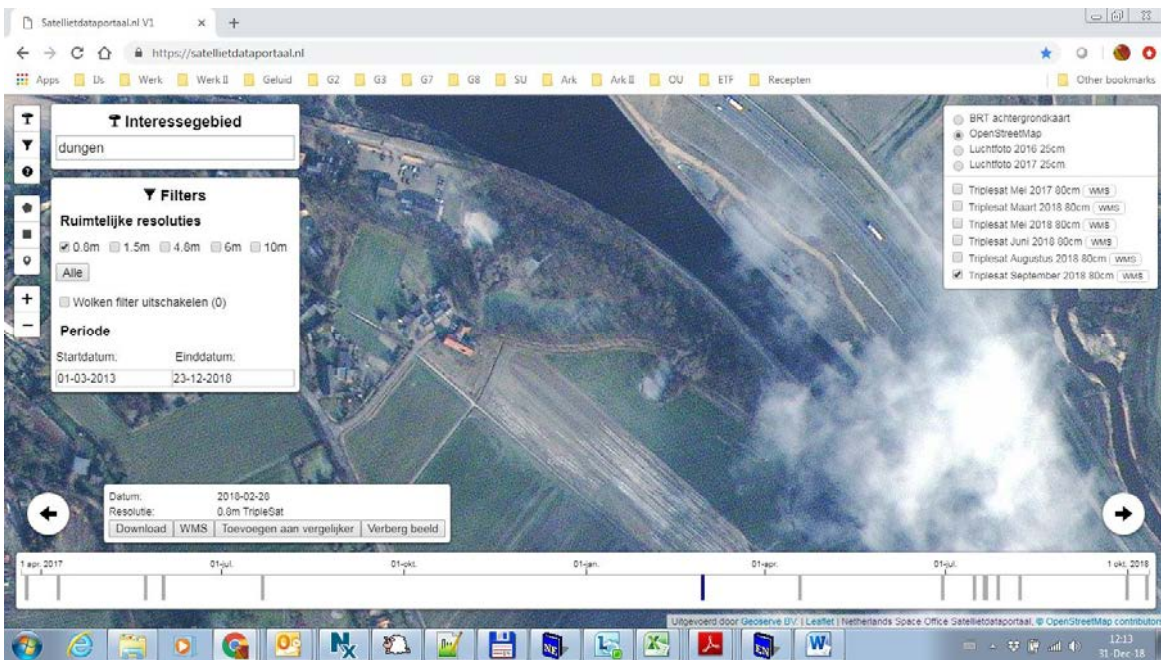 Satellietdataportaal.nl V1
https://satellietdataportaal.nl
Apps IJs Werk Werk II Geluid G2 G3 G7 G8 SU Ark Ark II OU ETF Recepten Other bookmarks
Interessegebied
dungen
Filters
Ruimtelijke resoluties
0.8m 1.5m 4.8m 6m 10m
Alle
Wolken filter uitschakelen (0)
Periode
Startdatum: Einddatum:
01-03-2013 23-12-2018
BRT achtergrondkaart
OpenStreetMap
Luchtfoto 2016 25cm
Luchtfoto 2017 25cm
Triplesat Mei 2017 80cm WMS
Triplesat Maart 2018 80cm WMS
Triplesat Mei 2018 80cm WMS
Triplesat Juni 2018 80cm WMS
Triplesat Augustus 2018 80cm WMS
Triplesat September 2018 80cm WMS
Datum: 2018-02-28
Resolutie: 0.8m TripleSat
Download WMS Toevoegen aan vergelijker Verberg beeld
1 apr. 2017 01-jul. 01-okt. 01-jan. 01-apr. 01-jul. 1 okt. 2018
Uitgevoerd door Geoserve BV. | Leaflet | Netherlands Space Office Satellietdataportaal, © OpenStreetMap contributors
NE EN
12:13
31-Dec-18